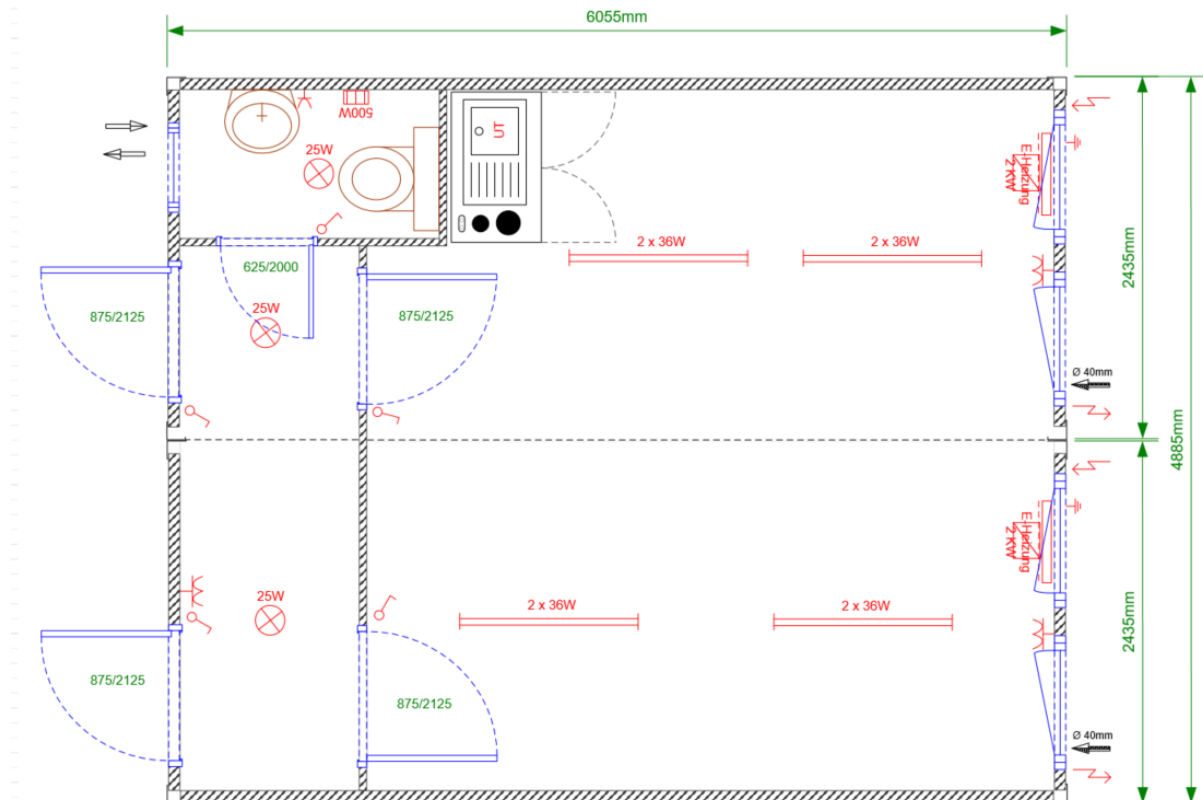 6055mm
500W
25W
5LT
E-Heizung
2 KW
2 x 36W
2 x 36W
2435mm
625/2000
875/2125
25W
875/2125
Ø 40mm
4885mm
E-Heizung
2 KW
25W
2 x 36W
2 x 36W
2435mm
875/2125
875/2125
Ø 40mm